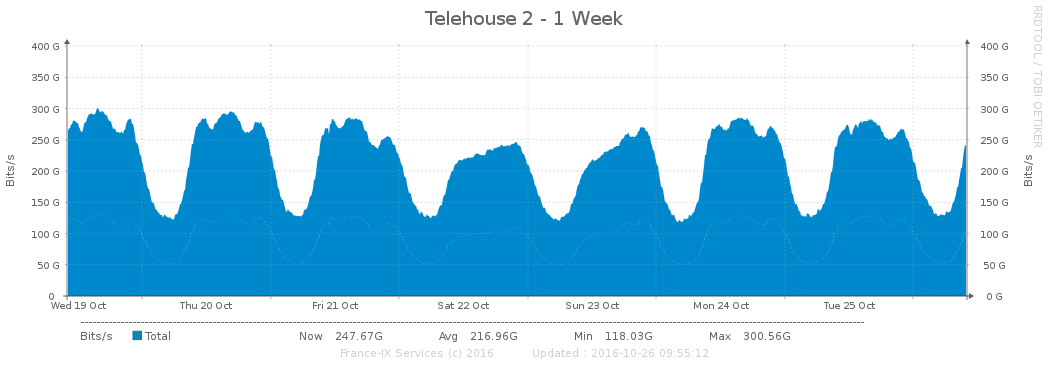 Telehouse 2 - 1 Week
RRDTOOL / TOBI OETIKER
400 G 400 G
350 G 350 G
300 G 300 G
250 G 250 G
200 G 200 G
150 G 150 G
100 G 100 G
50 G 50 G
0 0 G
Bits/s
Bits/s
Wed 19 Oct Thu 20 Oct Fri 21 Oct Sat 22 Oct Sun 23 Oct Mon 24 Oct Tue 25 Oct
Bits/s Total Now 247.67G Avg 216.96G Min 118.03G Max 300.56G
France-IX Services (c) 2016 Updated : 2016-10-26 09:55:12